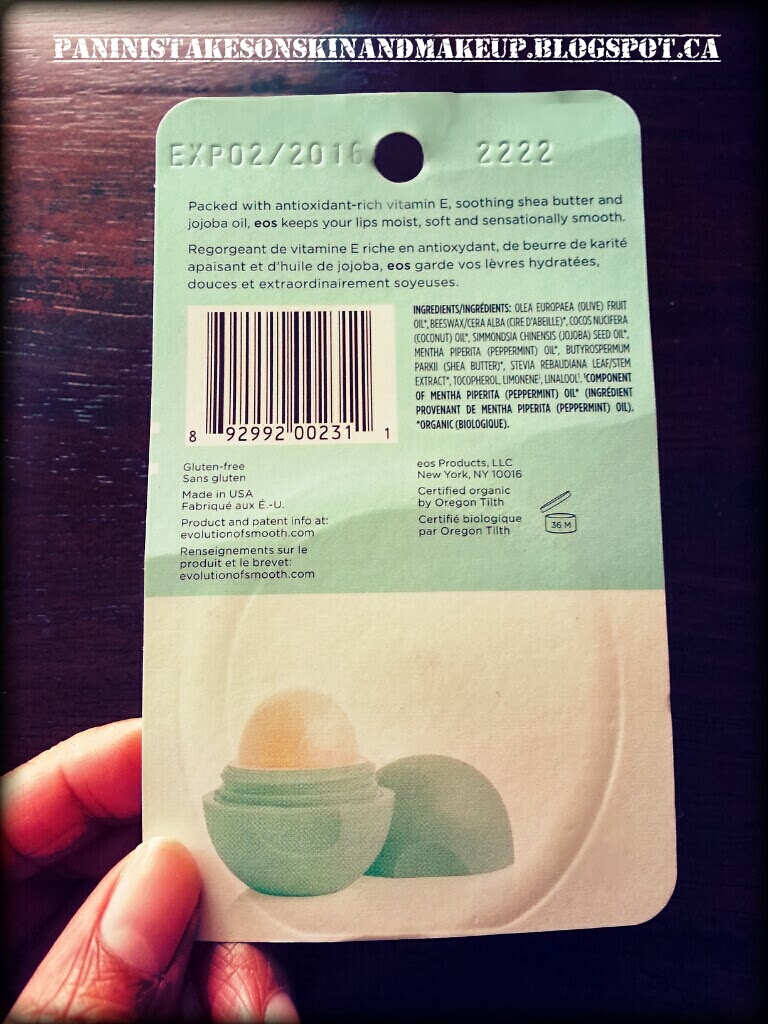 PANINISTAKESONSKINANDMAKEUP.BLOGSPOT.CA
EXP02/2016 2222
Packed with antioxidant-rich vitamin E, soothing shea butter and
jojoba oil, eos keeps your lips moist, soft and sensationally smooth.
Regorgeant de vitamine E riche en antioxydant, de beurre de karité
apaisant et d'huile de jojoba, eos garde vos lèvres hydratées,
douces et extraordinairement soyeuses.
INGREDIENTS/INGRÉDIENTS: OLEA EUROPAEA (OLIVE) FRUIT
OIL*, BEESWAX/CERA ALBA (CIRE D'ABEILLE)*, COCOS NUCIFERA
(COCONUT) OIL*, SIMMONDSIA CHINENSIS (JOJOBA) SEED OIL*,
MENTHA PIPERITA (PEPPERMINT) OIL*, BUTYROSPERMUM
PARKII (SHEA BUTTER)*, STEVIA REBAUDIANA LEAF/STEM
EXTRACT*, TOCOPHEROL, LIMONENE¹, LINALOOL¹. ¹COMPONENT
OF MENTHA PIPERITA (PEPPERMINT) OIL* (INGRÉDIENT
PROVENANT DE MENTHA PIPERITA (PEPPERMINT) OIL).
*ORGANIC (BIOLOGIQUE).
8 92992 00231 1
Gluten-free
Sans gluten
Made in USA
Fabriqué aux É.-U.
Product and patent info at:
evolutionofsmooth.com
Renseignements sur le
produit et le brevet:
evolutionofsmooth.com
eos Products, LLC
New York, NY 10016
Certified organic
by Oregon Tilth
Certifié biologique
par Oregon Tilth
36 M